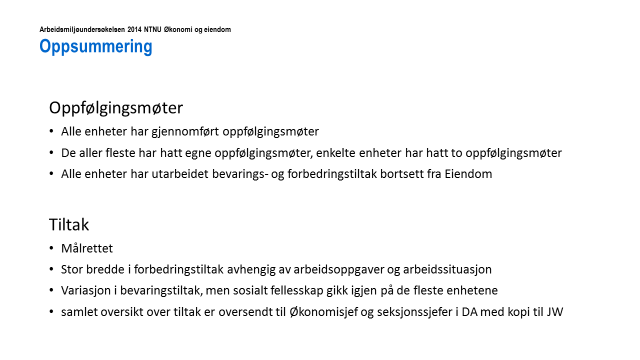 Arbeidsmiljøundersøkelsen 2014 NTNU Økonomi og eiendom
Oppsummering
Oppfølgingsmøter
• Alle enheter har gjennomført oppfølgingsmøter
• De aller fleste har hatt egne oppfølgingsmøter, enkelte enheter har hatt to oppfølgingsmøter
• Alle enheter har utarbeidet bevarings- og forbedringstiltak bortsett fra Eiendom
Tiltak
• Målrettet
• Stor bredde i forbedringstiltak avhengig av arbeidsoppgaver og arbeidssituasjon
• Variasjon i bevaringstiltak, men sosialt fellesskap gikk igjen på de fleste enhetene
• samlet oversikt over tiltak er oversendt til Økonomisjef og seksjonssjefer i DA med kopi til JW